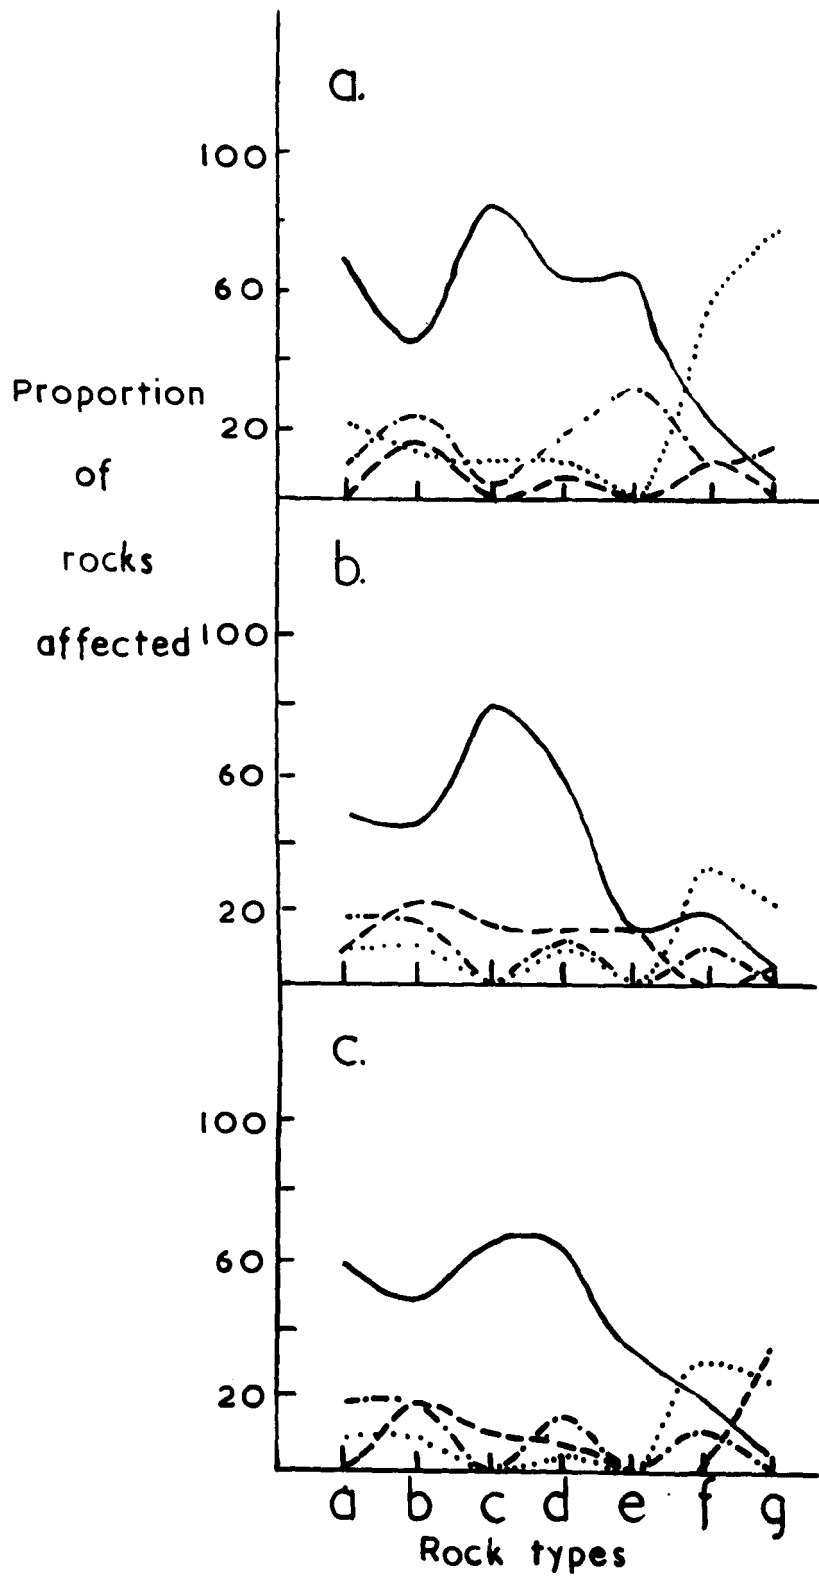 a.
100
60
20
Proportion
of
rocks
affected
b.
100
60
20
c.
100
60
20
a b c d e f g
Rock types